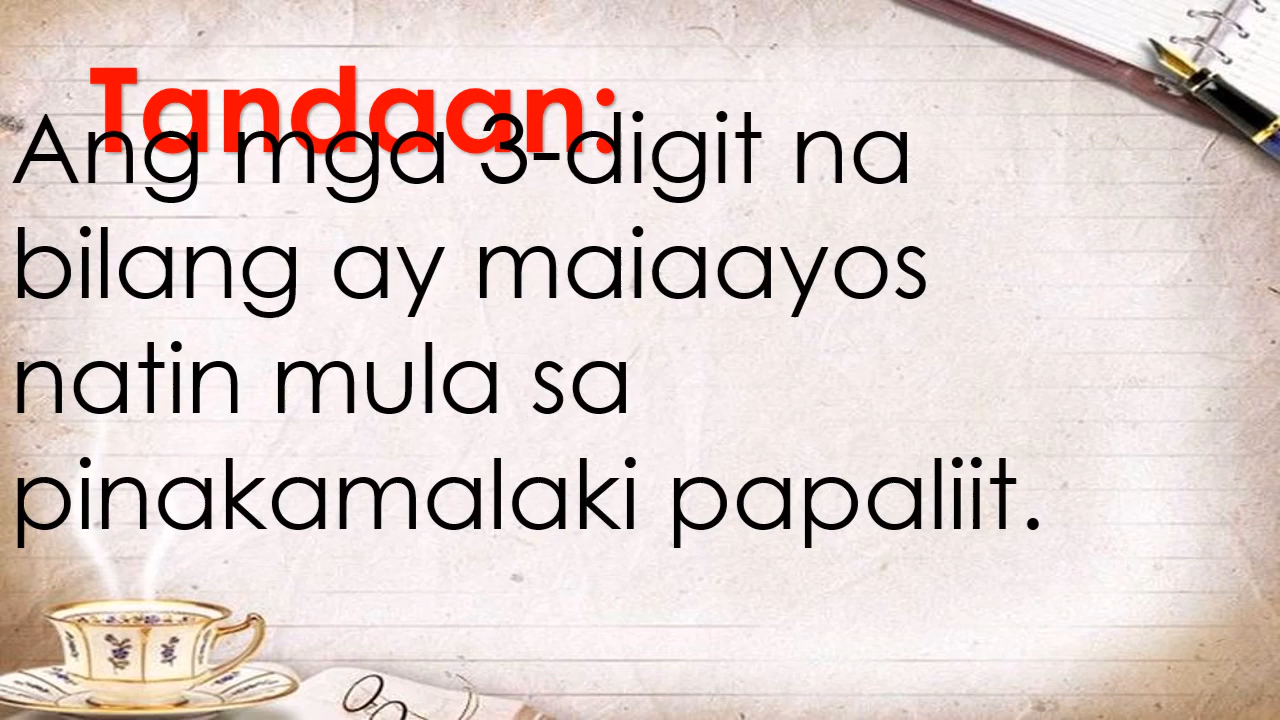 Tandaan:
Ang mga 3-digit na
bilang ay maiaayos
natin mula sa
pinakamalaki papaliit.